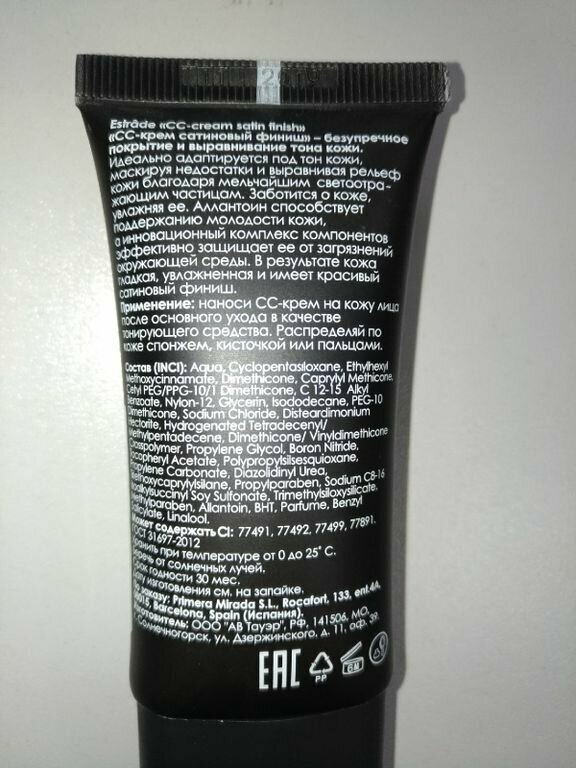 Estrâde «CC-cream satin finish»
«СС-крем сатиновый финиш» – безупречное
покрытие и выравнивание тона кожи.
Идеально адаптируется под тон кожи,
маскируя недостатки и выравнивая рельеф
кожи благодаря мельчайшим светоотра-
жающим частицам. Заботится о коже,
увлажняя ее. Аллантоин способствует
поддержанию молодости кожи,
а инновационный комплекс компонентов
эффективно защищает ее от загрязнений
окружающей среды. В результате кожа
гладкая, увлажненная и имеет красивый
сатиновый финиш.
Применение: наноси СС-крем на кожу лица
после основного ухода в качестве
тонирующего средства. Распределяй по
коже спонжем, кисточкой или пальцами.
Состав (INCI): Aqua, Cyclopentasiloxane, Ethylhexyl
Methoxycinnamate, Dimethicone, Caprylyl Methicone,
Cetyl PEG/PPG-10/1 Dimethicone, C 12-15 Alkyl
Benzoate, Nylon-12, Glycerin, Isododecane, PEG-10
Dimethicone, Sodium Chloride, Disteardimonium
Hectorite, Hydrogenated Tetradecenyl/
Methylpentadecene, Dimethicone/ Vinyldimethicone
Crosspolymer, Propylene Glycol, Boron Nitride,
Tocopheryl Acetate, Polypropylsilsesquioxane,
Propylene Carbonate, Diazolidinyl Urea,
Methoxycaprylylsilane, Propylparaben, Sodium C8-16
Isoalkylsuccinyl Soy Sulfonate, Trimethylsiloxysilicate,
Methylparaben, Allantoin, BHT, Parfume, Benzyl
Salicylate, Linalool.
Может содержать CI: 77491, 77492, 77499, 77891.
ГОСТ 31697-2012
Хранить при температуре от 0 до 25° С.
Беречь от солнечных лучей.
Срок годности 30 мес.
Дату изготовления см. на запайке.
По заказу: Primera Mirada S.L., Rocafort, 133, ent.4A,
08015, Barcelona, Spain (Испания).
Изготовитель: ООО "АВ Тауэр", РФ, 141506, МО,
г. Солнечногорск, ул. Дзержинского, д. 11, оф. 39.
EAC
PP
6M